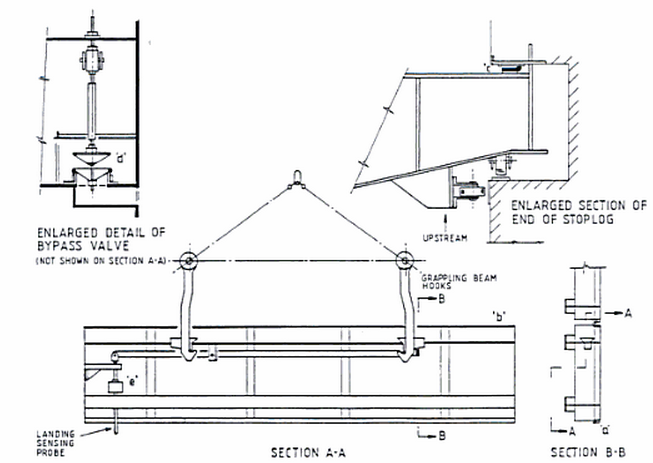 'd'
ENLARGED DETAIL OF
BYPASS VALVE
(NOT SHOWN ON SECTION A-A)
'c'
ENLARGED SECTION OF
END OF STOPLOG
UPSTREAM
GRAPPLING BEAM
HOOKS
B
'b'
A
'e'
LANDING
SENSING
PROBE
B
SECTION A-A
A
'a'
SECTION B-B